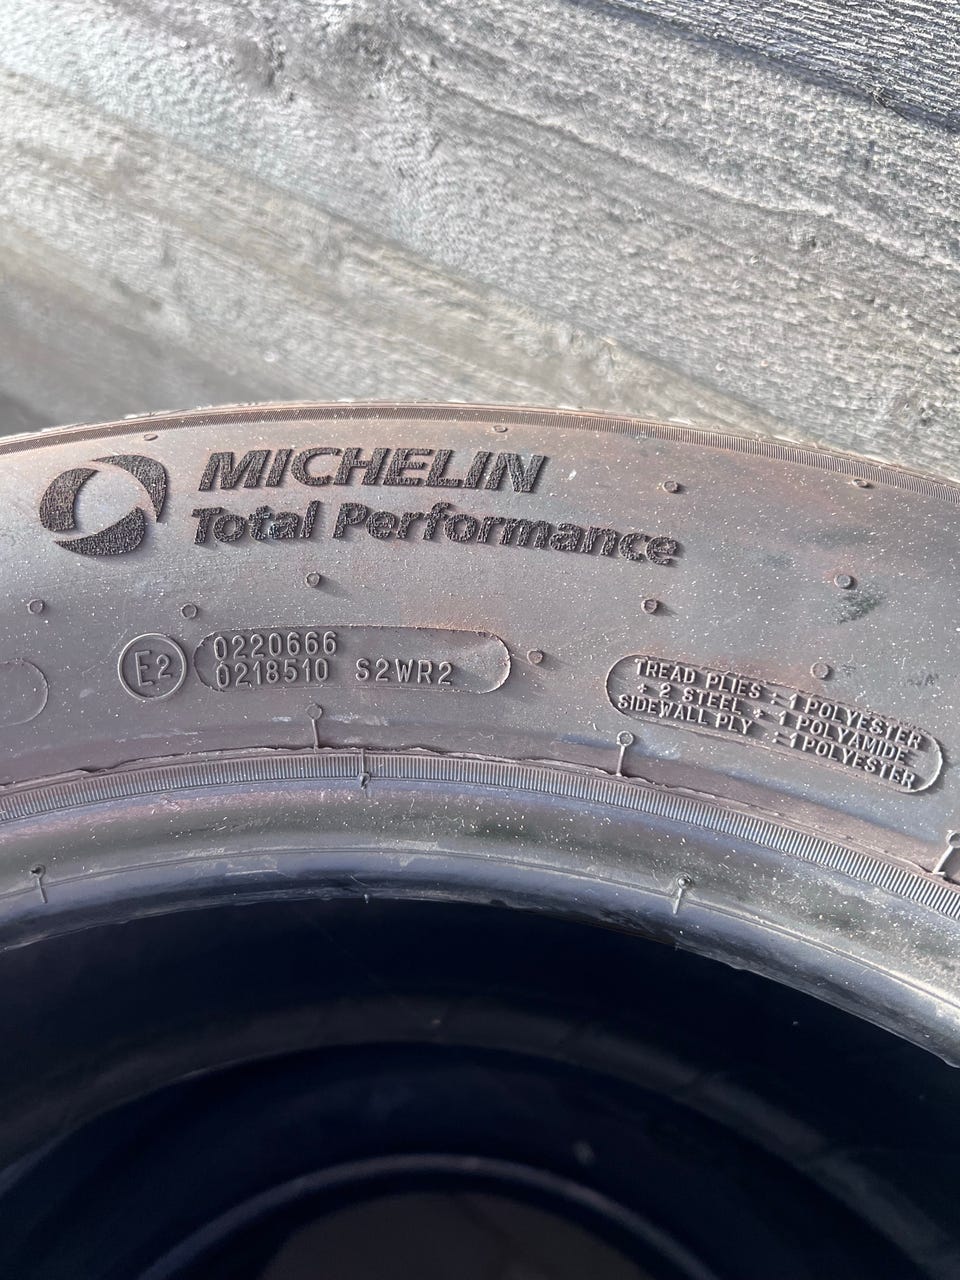 MICHELIN
Total Performance
E2
0220666
0218510 S2WR2
TREAD PLIES :1 POLYESTER
+ 2 STEEL + 1 POLYAMIDE
SIDEWALL PLY :1 POLYESTER